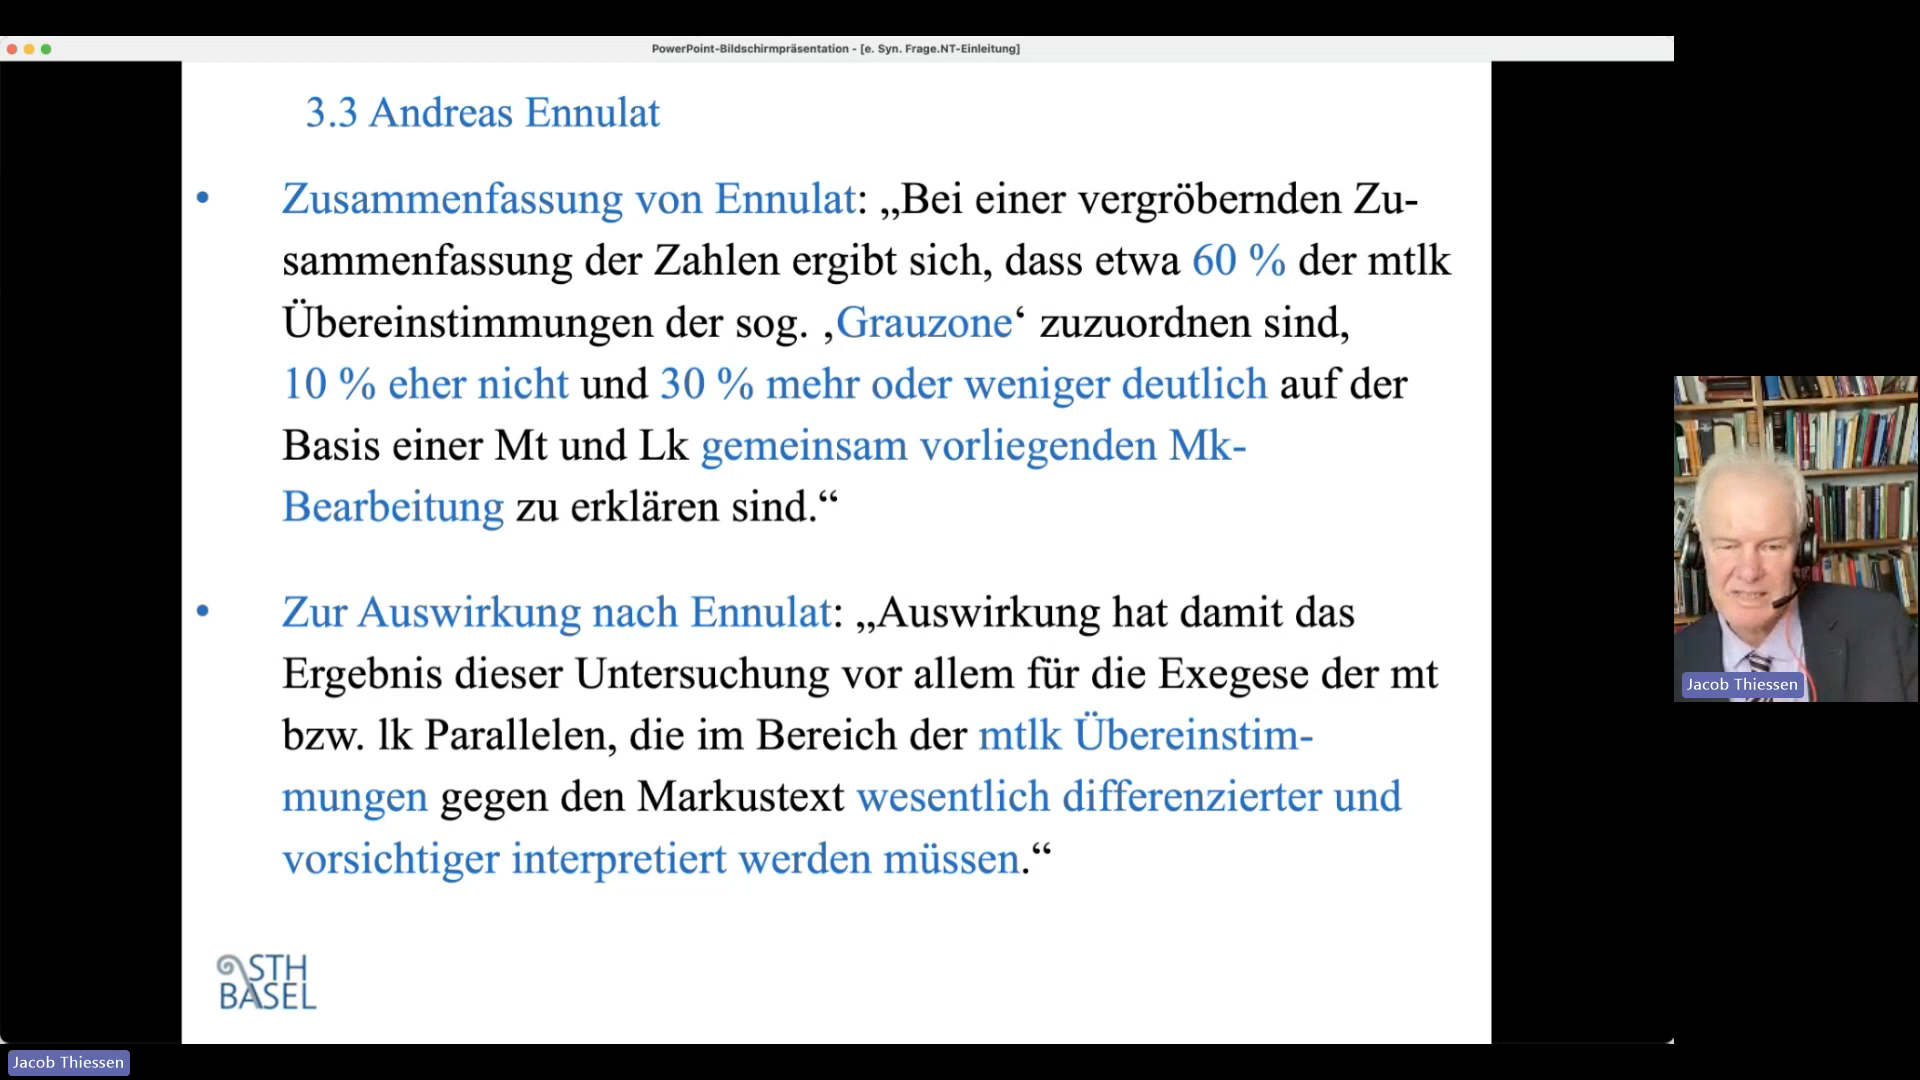 PowerPoint-Bildschirmpräsentation - [e. Syn. Frage.NT-Einleitung]
3.3 Andreas Ennulat
• Zusammenfassung von Ennulat: „Bei einer vergröbernden Zu-
sammenfassung der Zahlen ergibt sich, dass etwa 60 % der mtlk
Übereinstimmungen der sog. ‚Grauzone‘ zuzuordnen sind,
10 % eher nicht und 30 % mehr oder weniger deutlich auf der
Basis einer Mt und Lk gemeinsam vorliegenden Mk-
Bearbeitung zu erklären sind.“
• Zur Auswirkung nach Ennulat: „Auswirkung hat damit das
Ergebnis dieser Untersuchung vor allem für die Exegese der mt
bzw. lk Parallelen, die im Bereich der mtlk Übereinstim-
mungen gegen den Markustext wesentlich differenzierter und
vorsichtiger interpretiert werden müssen.“
STH
BASEL
Jacob Thiessen
Jacob Thiessen